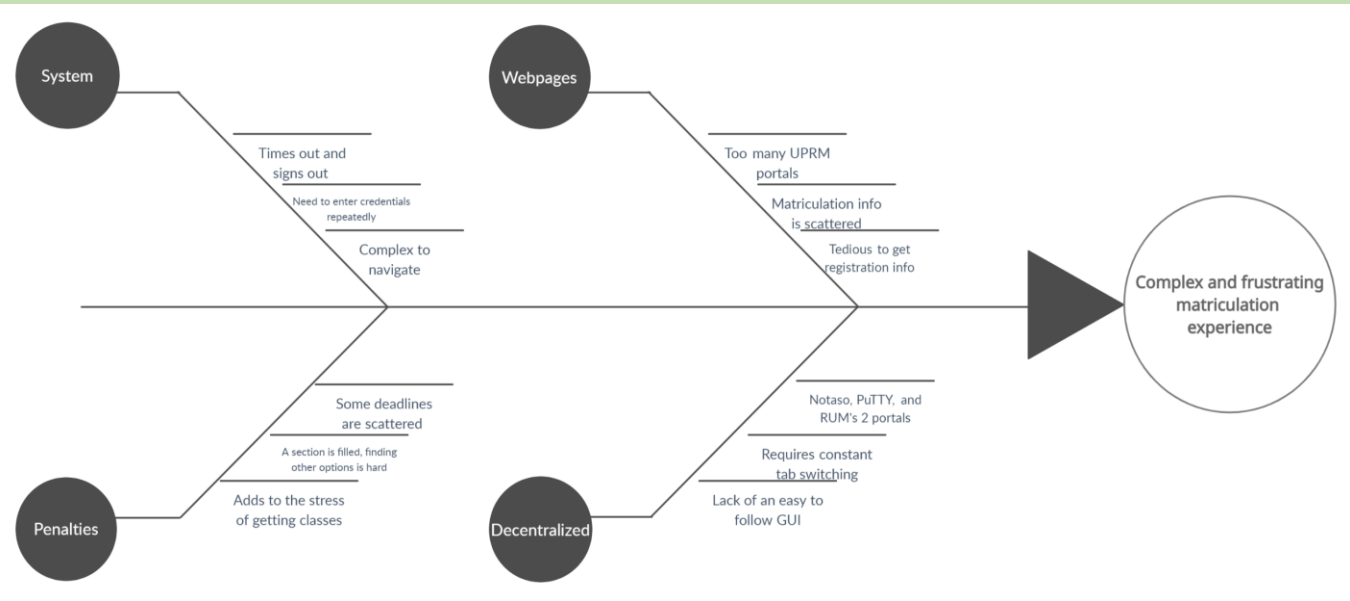 System
Times out and
signs out
Need to enter credentials
repeatedly
Complex to
navigate
Webpages
Too many UPRM
portals
Matriculation info
is scattered
Tedious to get
registration info
Complex and frustrating
matriculation
experience
Penalties
Some deadlines
are scattered
A section is filled, finding
other options is hard
Adds to the stress
of getting classes
Decentralized
Notaso, PuTTY, and
RUM's 2 portals
Requires constant
tab switching
Lack of an easy to
follow GUI